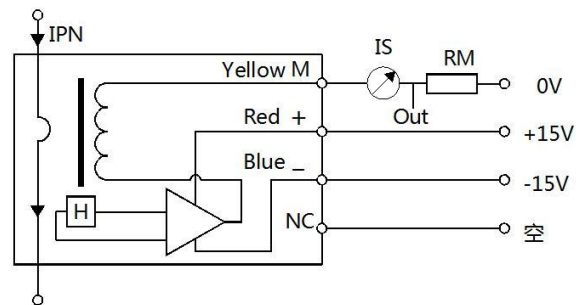 IPN
IS
RM
Yellow M
0V
Out
Red +
+15V
Blue _
-15V
H
NC
空